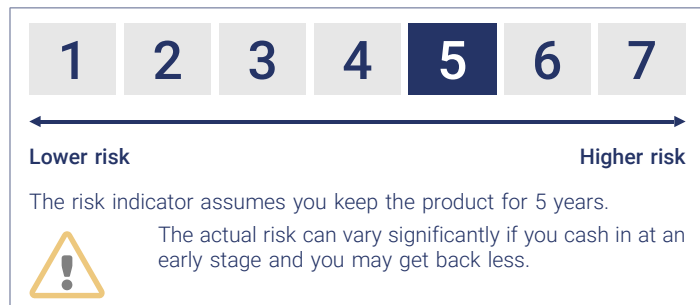 1 2 3 4 5 6 7
Lower risk Higher risk
The risk indicator assumes you keep the product for 5 years.
The actual risk can vary significantly if you cash in at an
early stage and you may get back less.